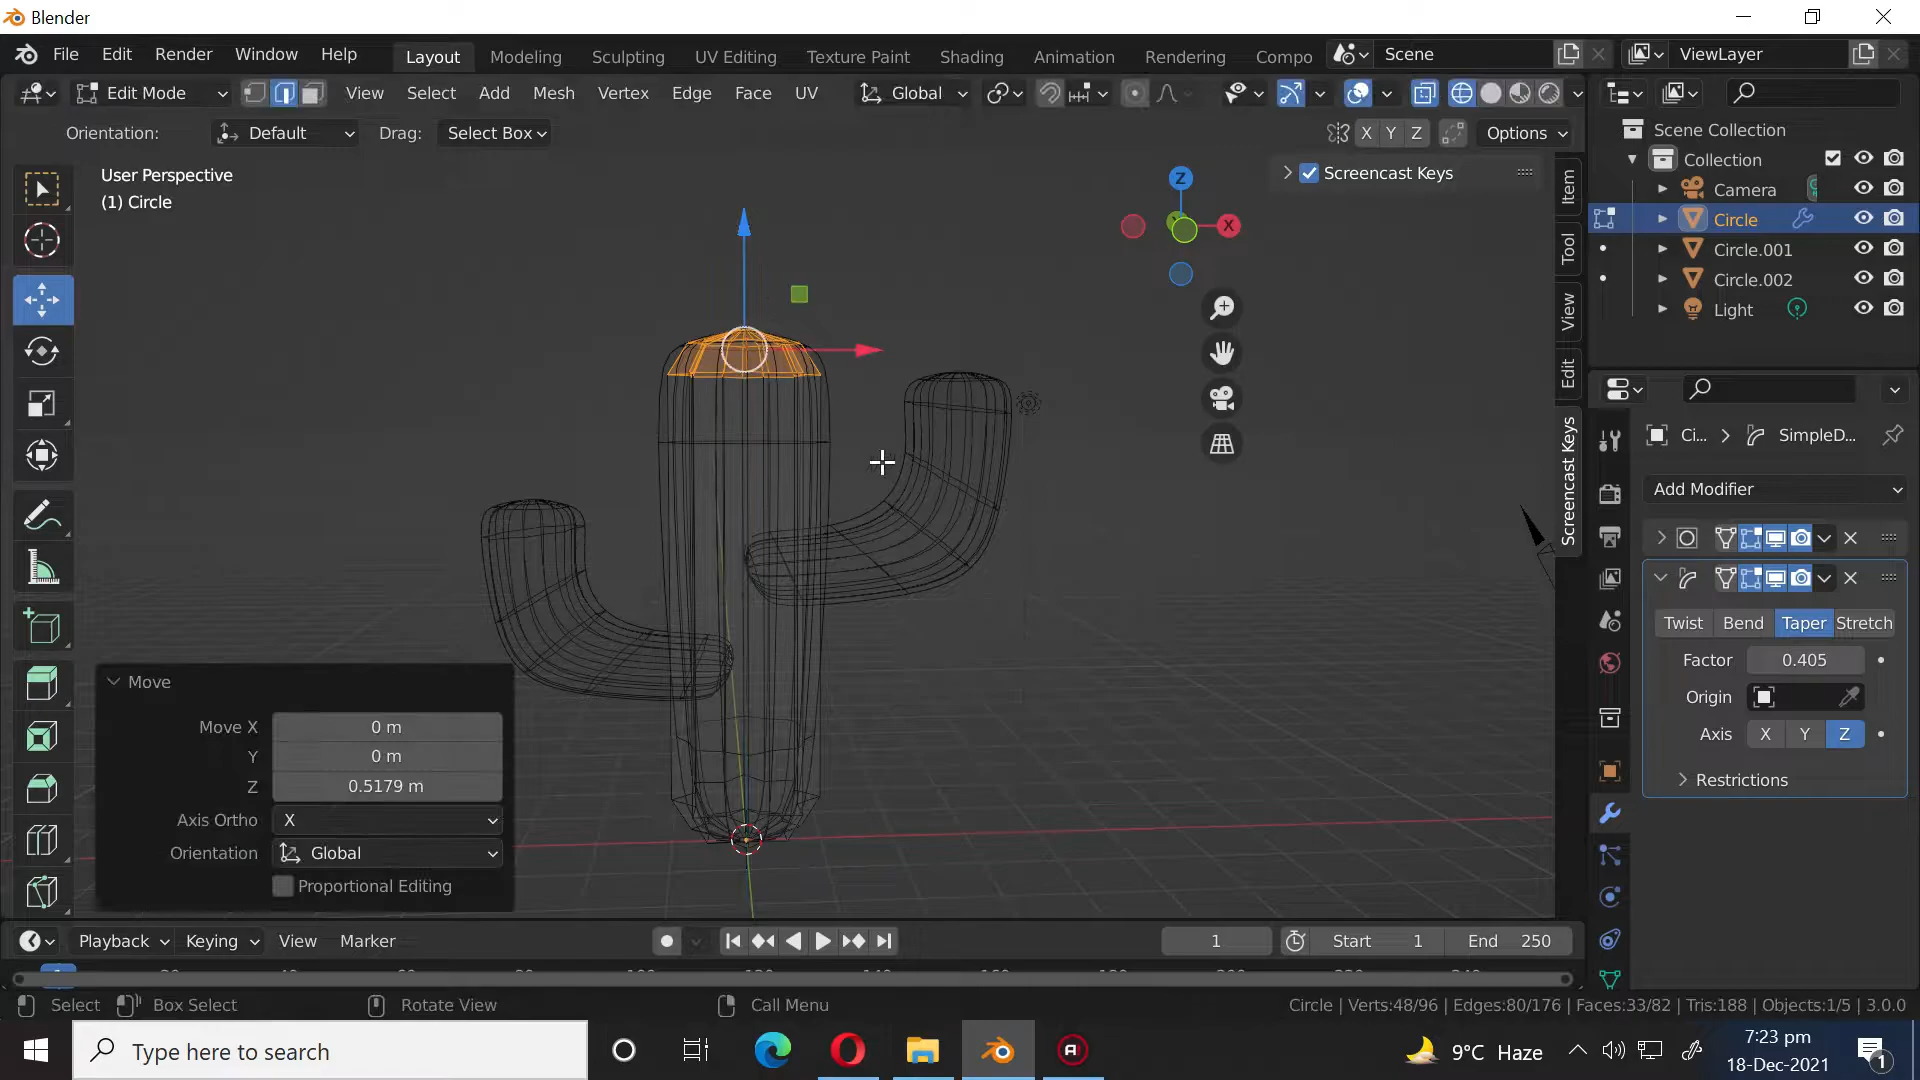 Blender
File Edit Render Window Help Layout Modeling Sculpting UV Editing Texture Paint Shading Animation Rendering Compo Scene ViewLayer
Edit Mode View Select Add Mesh Vertex Edge Face UV Global
Orientation: Default Drag: Select Box X Y Z Options
User Perspective
(1) Circle
Z
X
Screencast Keys
Item
Tool
View
Edit
Screencast Keys
Scene Collection
Collection
Camera
Circle
Circle.001
Circle.002
Light
Ci... SimpleD...
Add Modifier
Twist Bend Taper Stretch
Factor 0.405
Origin
Axis X Y Z
Restrictions
Move
Move X 0 m
Y 0 m
Z 0.5179 m
Axis Ortho X
Orientation Global
Proportional Editing
Playback Keying View Marker 1 Start 1 End 250
Select Box Select Rotate View Call Menu Circle | Verts:48/96 | Edges:80/176 | Faces:33/82 | Tris:188 | Objects:1/5 | 3.0.0
Type here to search
9°C Haze
7:23 pm
18-Dec-2021
1